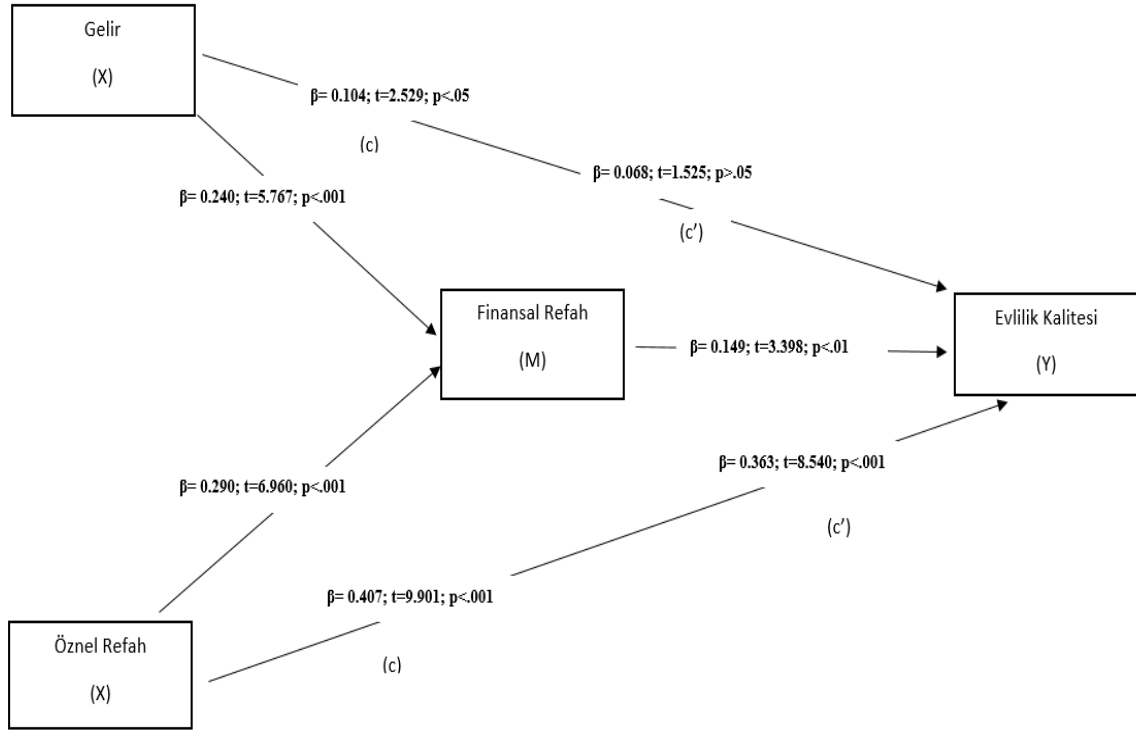 Gelir
(X)
β= 0.104; t=2.529; p<.05
(c)
β= 0.068; t=1.525; p>.05
(c’)
β= 0.240; t=5.767; p<.001
Finansal Refah
(M)
β= 0.149; t=3.398; p<.01
Evlilik Kalitesi
(Y)
β= 0.363; t=8.540; p<.001
(c’)
β= 0.290; t=6.960; p<.001
β= 0.407; t=9.901; p<.001
(c)
Öznel Refah
(X)